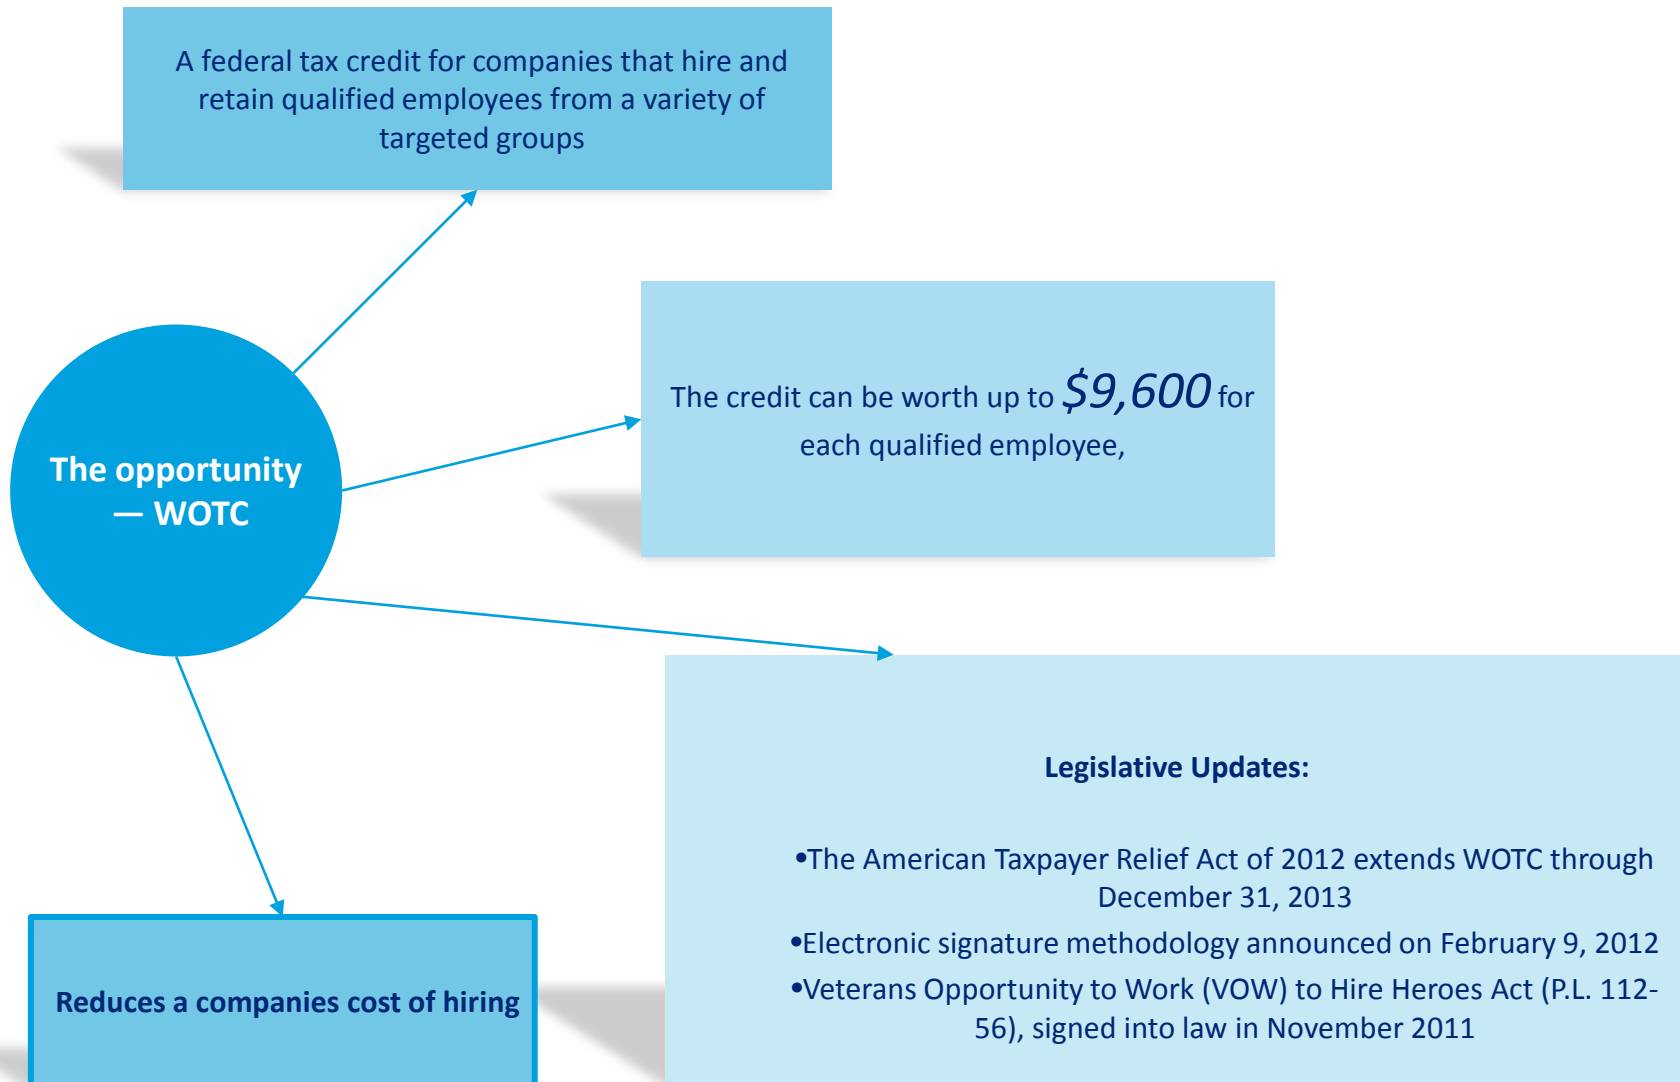 A federal tax credit for companies that hire and
retain qualified employees from a variety of
targeted groups
The credit can be worth up to $9,600 for
each qualified employee,
The opportunity
— WOTC
Legislative Updates:
•The American Taxpayer Relief Act of 2012 extends WOTC through
December 31, 2013
•Electronic signature methodology announced on February 9, 2012
•Veterans Opportunity to Work (VOW) to Hire Heroes Act (P.L. 112-
56), signed into law in November 2011
Reduces a companies cost of hiring